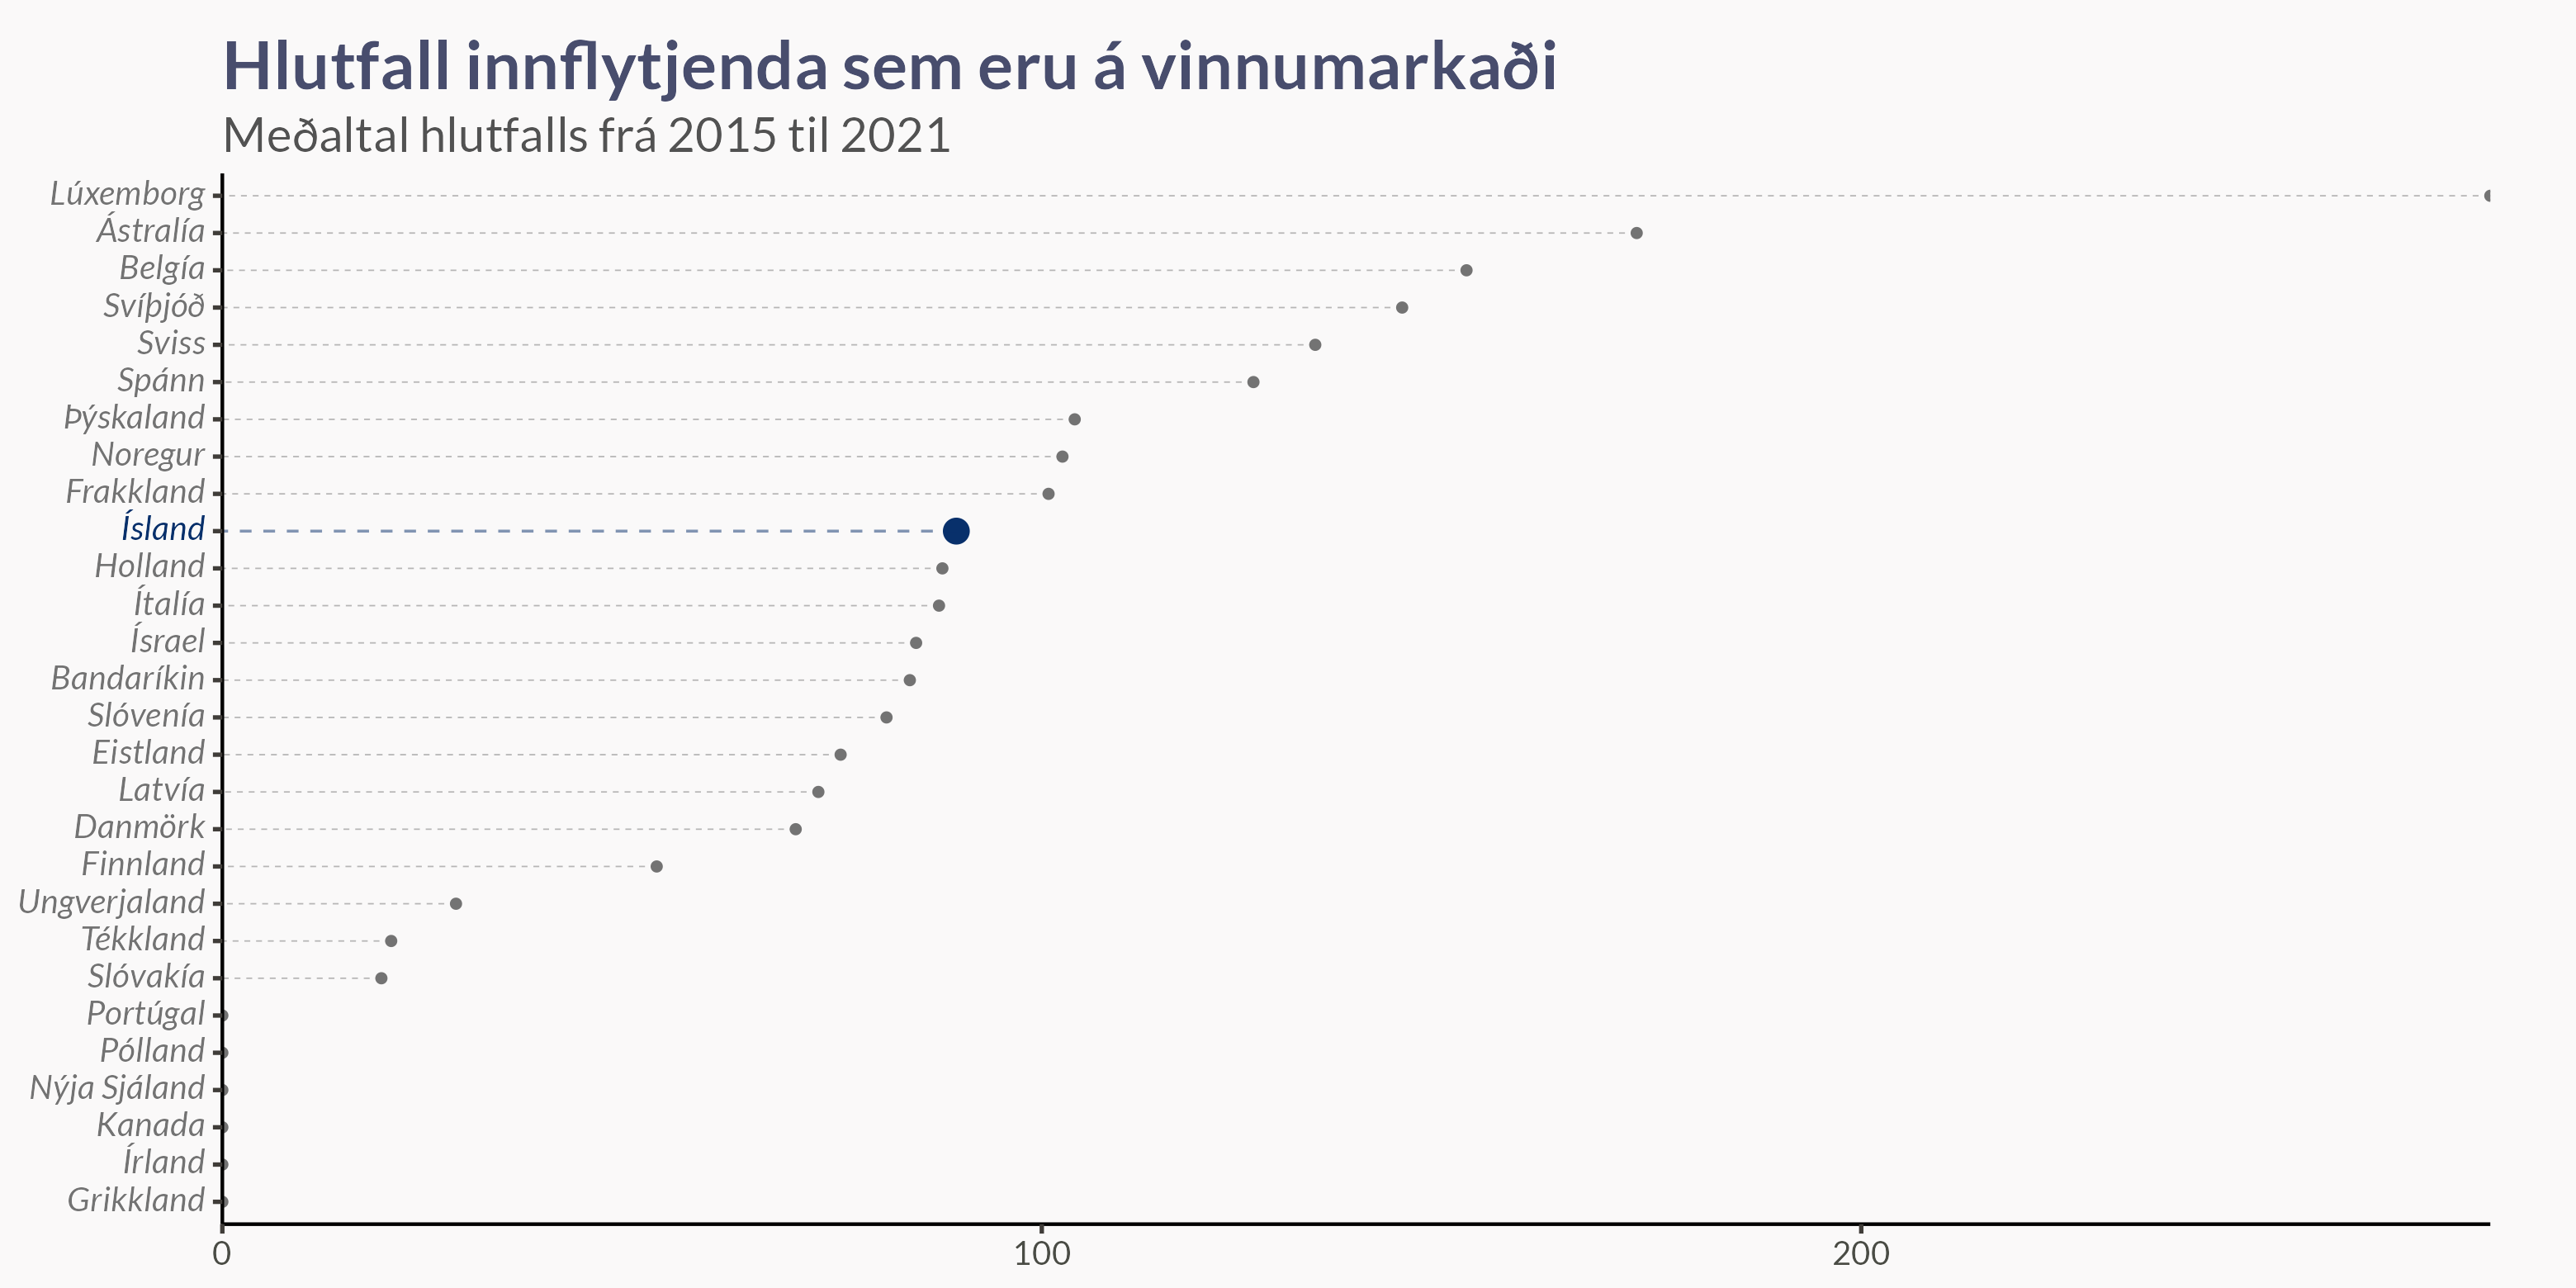 Hlutfall innflytjenda sem eru á vinnumarkaði
Meðaltal hlutfalls frá 2015 til 2021
Lúxemborg
Ástralía
Belgía
Svíþjóð
Sviss
Spánn
Þýskaland
Noregur
Frakkland
Ísland
Holland
Ítalía
Ísrael
Bandaríkin
Slóvenía
Eistland
Latvía
Danmörk
Finnland
Ungverjaland
Tékkland
Slóvakía
Portúgal
Pólland
Nýja Sjáland
Kanada
Írland
Grikkland
0 100 200